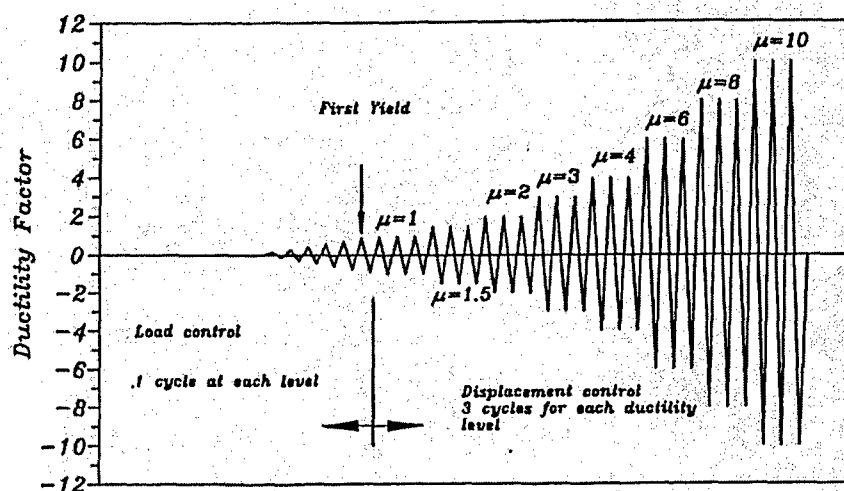 12
10
8
6
4
2
0
−2
−4
−6
−8
−10
−12
Ductility Factor
First Yield
μ=1
μ=1.5
μ=2
μ=3
μ=4
μ=6
μ=8
μ=10
Load control
.1 cycle at each level
Displacement control
3 cycles for each ductility
level